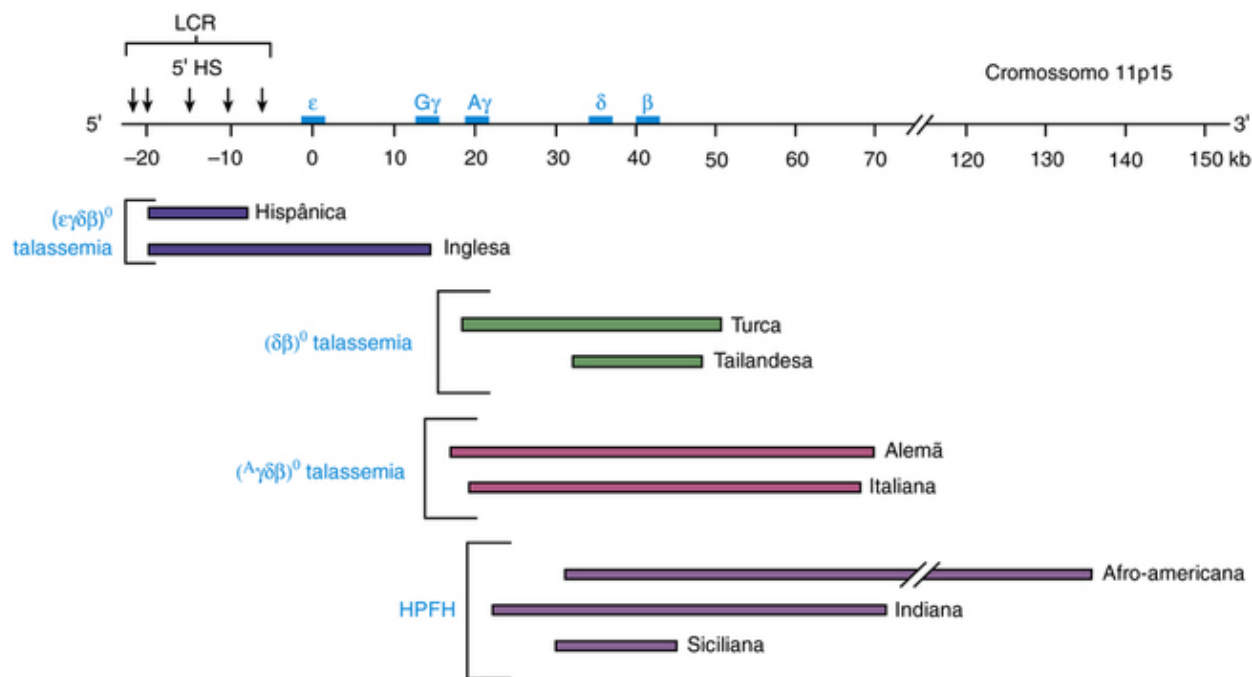 LCR
5' HS
Cromossomo 11p15
ε Gγ Aγ δ β
5' 3'
–20 –10 0 10 20 30 40 50 60 70 120 130 140 150 kb
(εγδβ)⁰
talassemia
Hispânica
Inglesa
(δβ)⁰ talassemia
Turca
Tailandesa
(ᴬγδβ)⁰ talassemia
Alemã
Italiana
HPFH
Afro-americana
Indiana
Siciliana